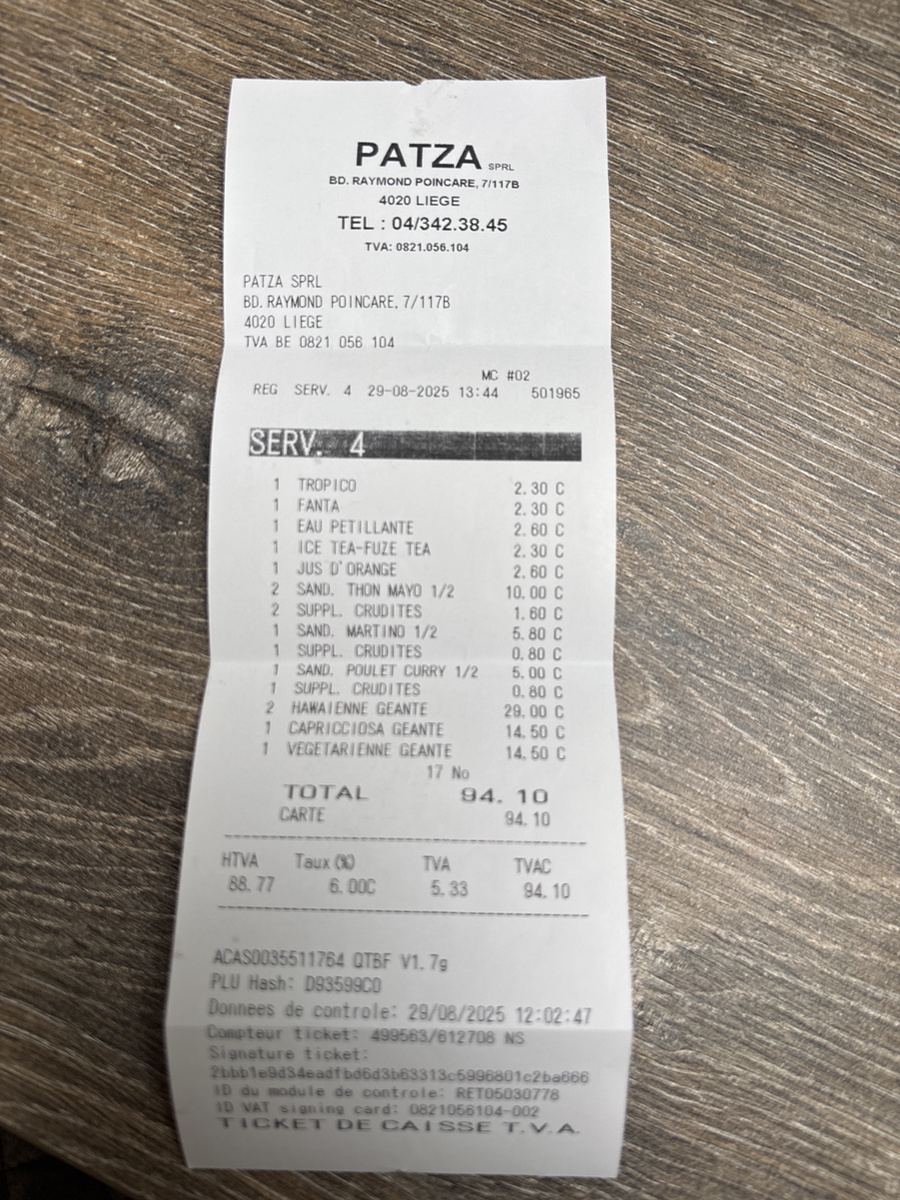 PATZA SPRL
BD. RAYMOND POINCARE, 7/117B
4020 LIEGE
TEL : 04/342.38.45
TVA: 0821.056.104
PATZA SPRL
BD. RAYMOND POINCARE, 7/117B
4020 LIEGE
TVA BE 0821 056 104
MC #02
REG SERV. 4 29-08-2025 13:44 501965
SERV. 4
1 TROPICO 2.30 C
1 FANTA 2.30 C
1 EAU PETILLANTE 2.60 C
1 ICE TEA-FUZE TEA 2.30 C
1 JUS D'ORANGE 2.60 C
2 SAND. THON MAYO 1/2 10.00 C
2 SUPPL. CRUDITES 1.60 C
1 SAND. MARTINO 1/2 5.80 C
1 SUPPL. CRUDITES 0.80 C
1 SAND. POULET CURRY 1/2 5.00 C
1 SUPPL. CRUDITES 0.80 C
2 HAWAIENNE GEANTE 29.00 C
1 CAPRICCIOSA GEANTE 14.50 C
1 VEGETARIENNE GEANTE 14.50 C
17 No
TOTAL 94.10
CARTE 94.10
HTVA Taux (%) TVA TVAC
88.77 6.00C 5.33 94.10
ACAS0035511764 QTBF V1.7g
PLU Hash: D93599C0
Donnees de controle: 29/08/2025 12:02:47
Compteur ticket: 499563/612708 NS
Signature ticket:
2bbb1e9d34eadfbd6d3b63313c5996801c2ba666
ID du module de controle: RET05030778
ID VAT signing card: 0821056104-002
TICKET DE CAISSE T.V.A.